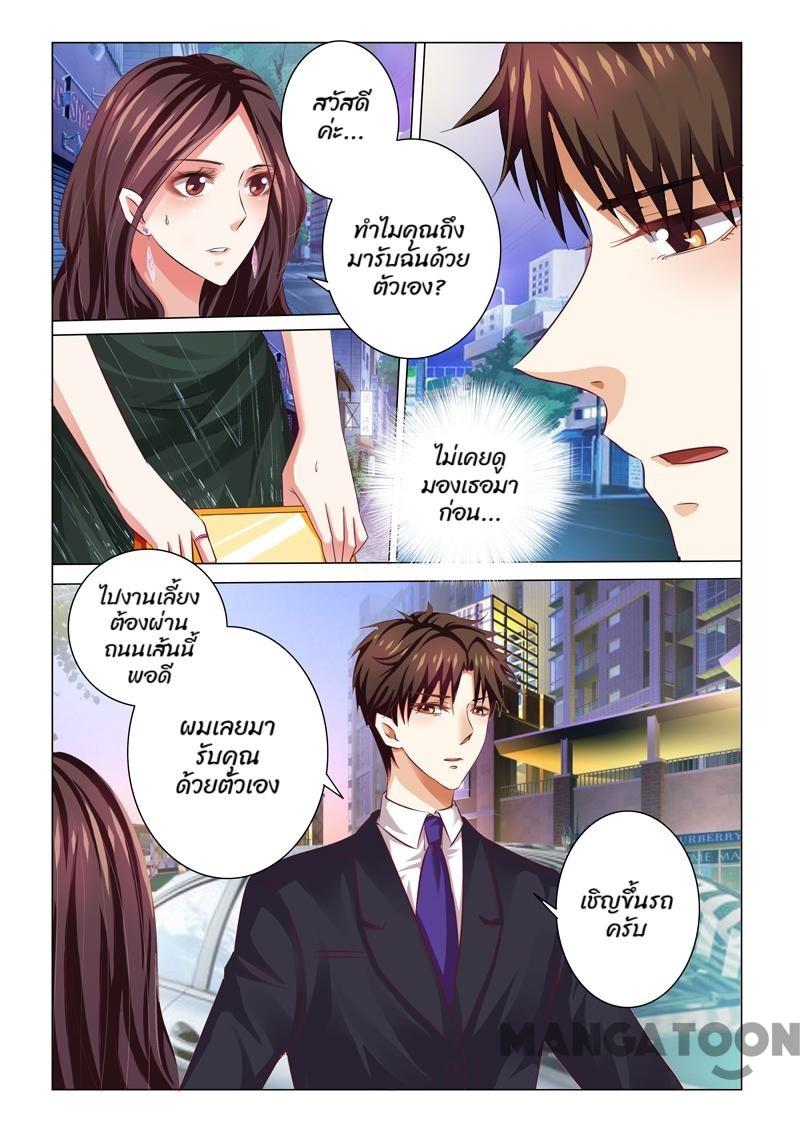 สวัสดี
ค่ะ...
ทำไมคุณถึง
มารับฉันด้วย
ตัวเอง?
ไม่เคยดู
มองเธอมา
ก่อน...
ไปงานเลี้ยง
ต้องผ่าน
ถนนเส้นนี้
พอดี
ผมเลยมา
รับคุณ
ด้วยตัวเอง
เชิญขึ้นรถ
ครับ
URBERRY
ME MA
MANGATOON